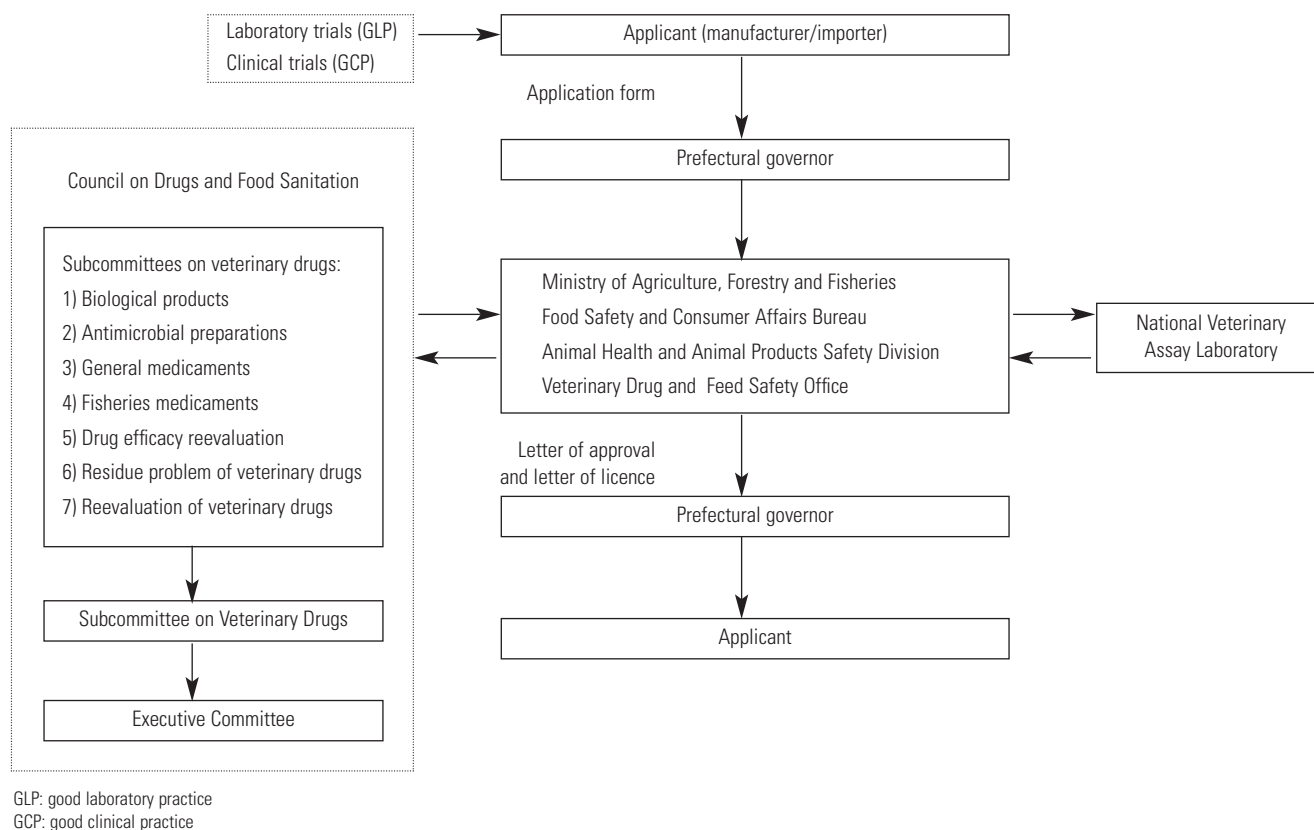 Laboratory trials (GLP)
Clinical trials (GCP)
Applicant (manufacturer/importer)
Application form
Prefectural governor
Council on Drugs and Food Sanitation
Subcommittees on veterinary drugs:
1) Biological products
2) Antimicrobial preparations
3) General medicaments
4) Fisheries medicaments
5) Drug efficacy reevaluation
6) Residue problem of veterinary drugs
7) Reevaluation of veterinary drugs
Subcommittee on Veterinary Drugs
Executive Committee
Ministry of Agriculture, Forestry and Fisheries
Food Safety and Consumer Affairs Bureau
Animal Health and Animal Products Safety Division
Veterinary Drug and Feed Safety Office
National Veterinary
Assay Laboratory
Letter of approval
and letter of licence
Prefectural governor
Applicant
GLP: good laboratory practice
GCP: good clinical practice